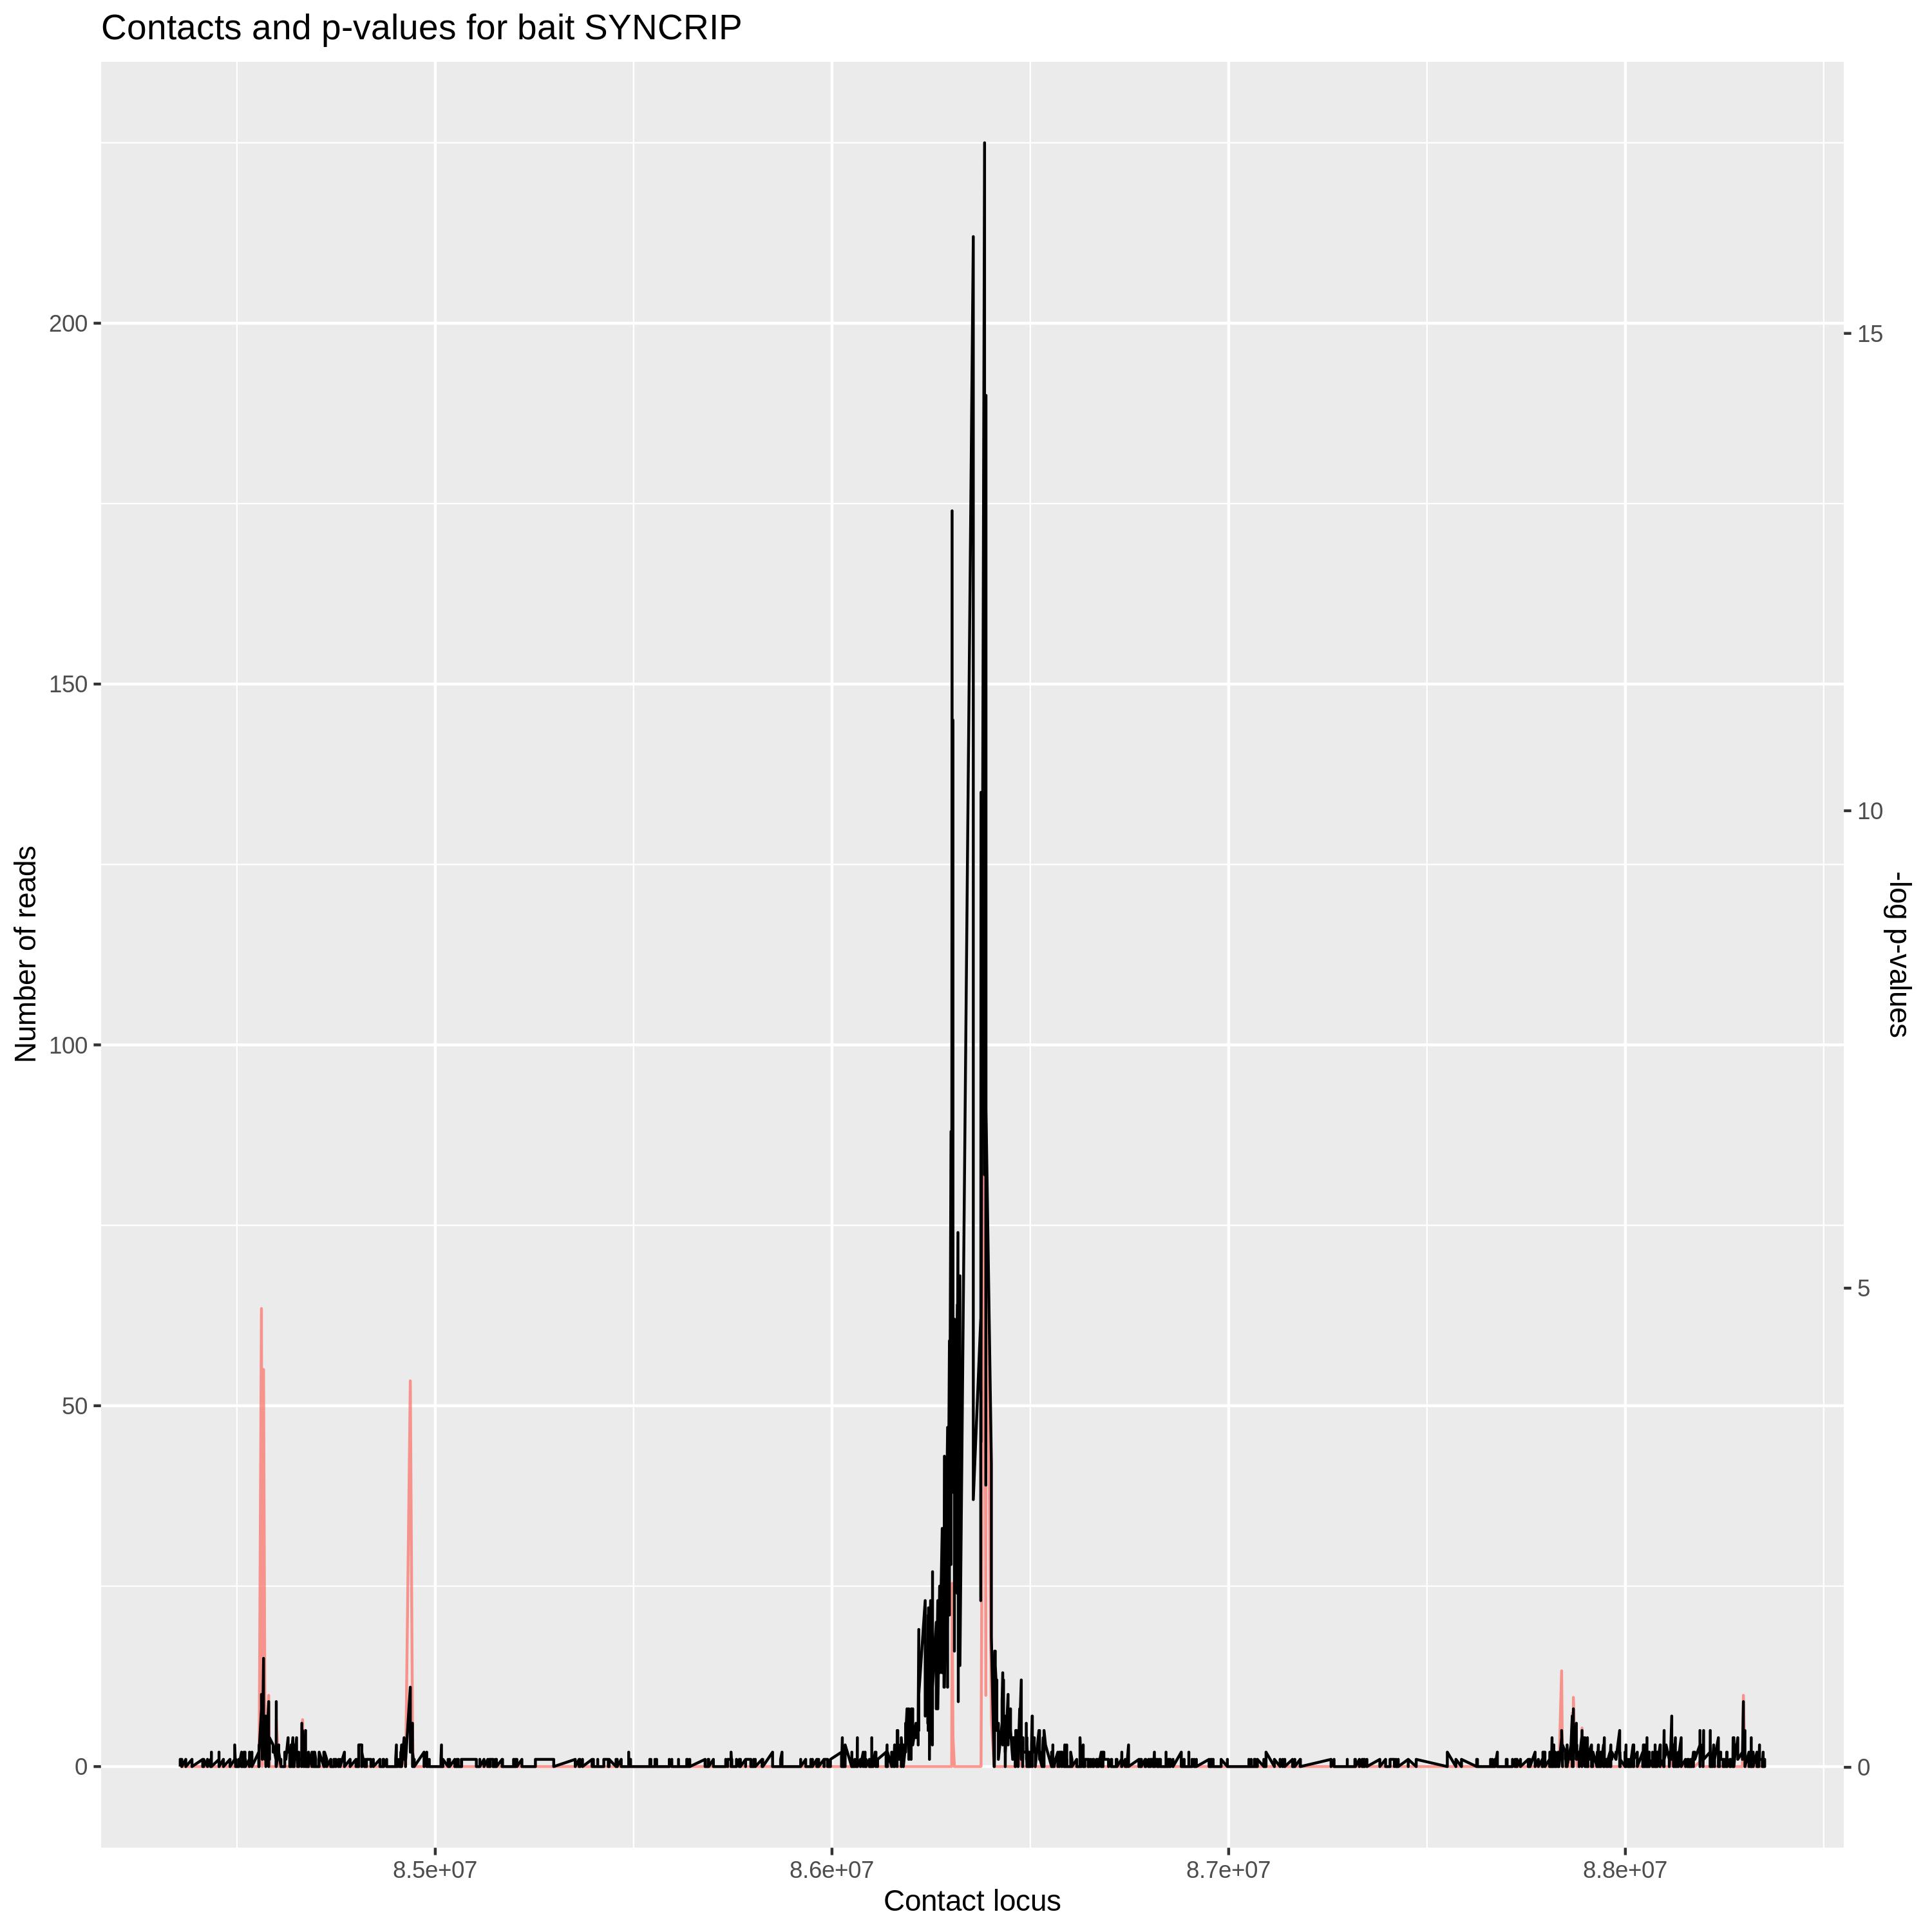 Contacts and p-values for bait SYNCRIP
Number of reads
200
150
100
50
0
15
10
5
0
-log p-values
8.5e+07
8.6e+07
8.7e+07
8.8e+07
Contact locus